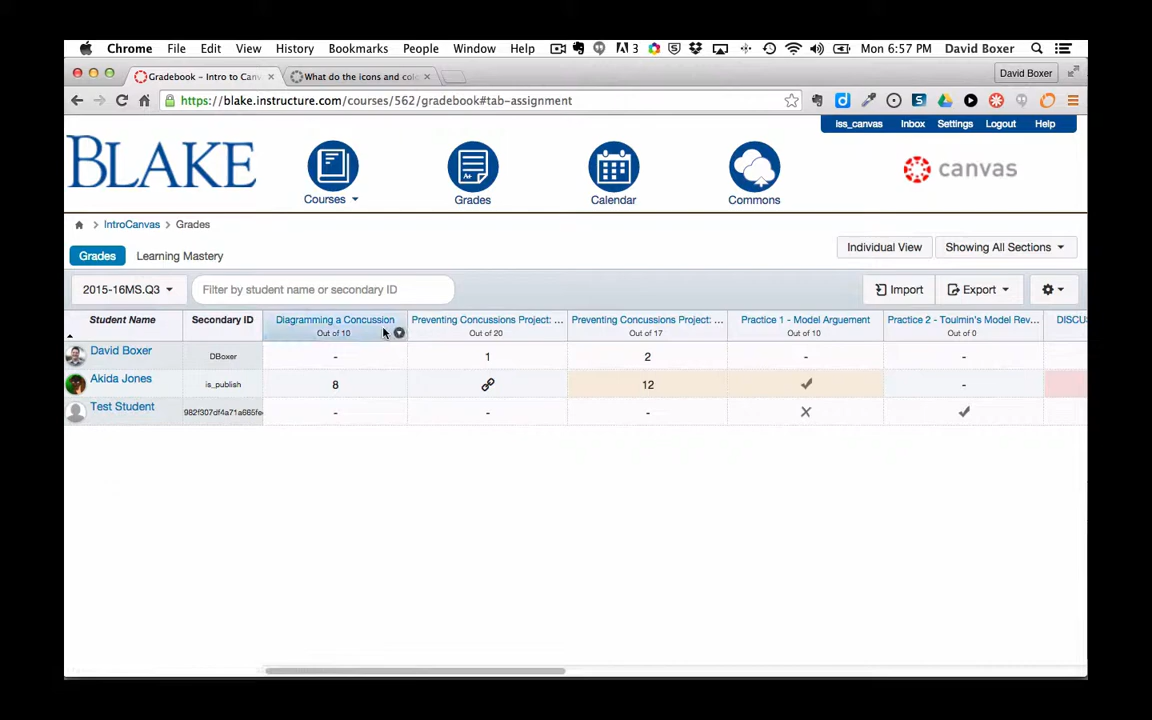 Chrome File Edit View History Bookmarks People Window Help 3 Mon 6:57 PM David Boxer
Gradebook – Intro to Canv × What do the icons and col × David Boxer
https://blake.instructure.com/courses/562/gradebook#tab-assignment
iss_canvas Inbox Settings Logout Help
BLAKE Courses Grades Calendar Commons canvas
IntroCanvas > Grades
Grades Learning Mastery Individual View Showing All Sections
2015-16MS.Q3 Filter by student name or secondary ID Import Export
Student Name Secondary ID Diagramming a Concussion Preventing Concussions Project: ... Preventing Concussions Project: ... Practice 1 - Model Arguement Practice 2 - Toulmin's Model Rev... DISCU
Out of 10 Out of 20 Out of 17 Out of 10 Out of 0
David Boxer DBoxer - 1 2 - -
Akida Jones is_publish 8 12 -
Test Student - - -